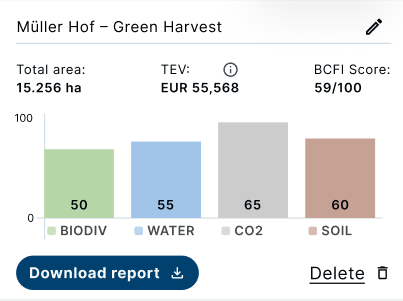 Müller Hof – Green Harvest
Total area: TEV: BCFI Score:
15.256 ha EUR 55,568 59/100
100
50 55 65 60
0
BIODIV WATER CO2 SOIL
Download report Delete